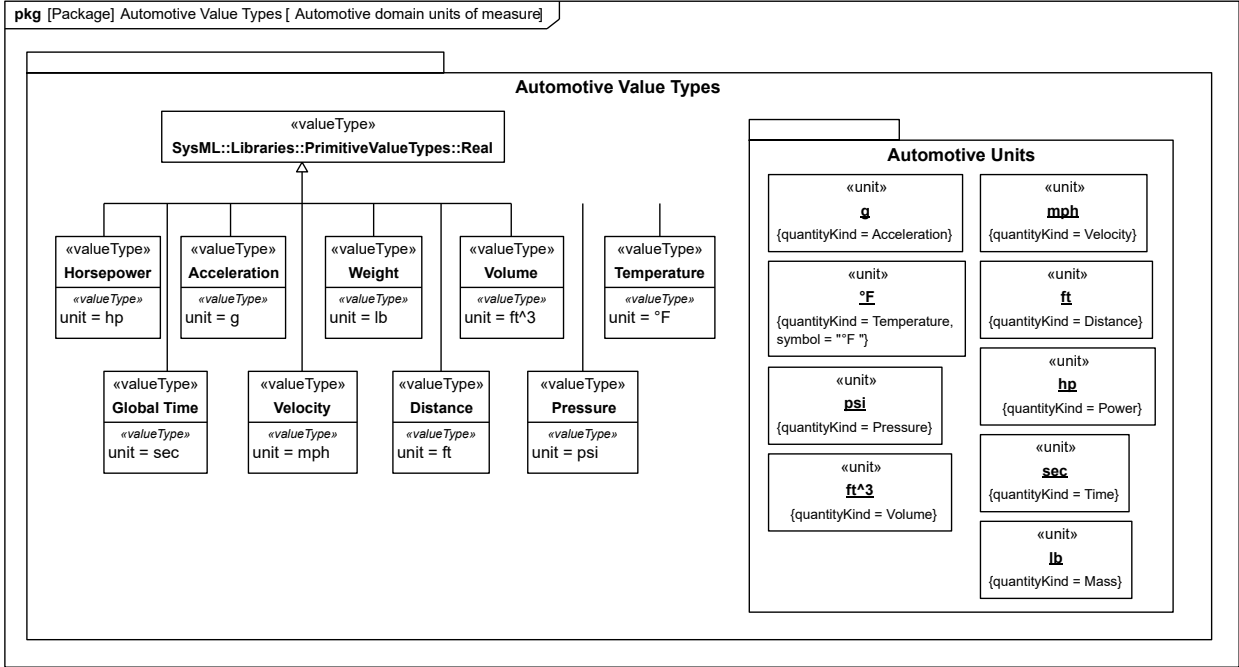 pkg [Package] Automotive Value Types [ Automotive domain units of measure]
Automotive Value Types
«valueType»
SysML::Libraries::PrimitiveValueTypes::Real
«valueType»
Horsepower
«valueType»
unit = hp
«valueType»
Acceleration
«valueType»
unit = g
«valueType»
Weight
«valueType»
unit = lb
«valueType»
Volume
«valueType»
unit = ft^3
«valueType»
Temperature
«valueType»
unit = °F
«valueType»
Global Time
«valueType»
unit = sec
«valueType»
Velocity
«valueType»
unit = mph
«valueType»
Distance
«valueType»
unit = ft
«valueType»
Pressure
«valueType»
unit = psi
Automotive Units
«unit»
g
{quantityKind = Acceleration}
«unit»
mph
{quantityKind = Velocity}
«unit»
°F
{quantityKind = Temperature,
symbol = "°F "}
«unit»
ft
{quantityKind = Distance}
«unit»
hp
{quantityKind = Power}
«unit»
psi
{quantityKind = Pressure}
«unit»
sec
{quantityKind = Time}
«unit»
ft^3
{quantityKind = Volume}
«unit»
lb
{quantityKind = Mass}